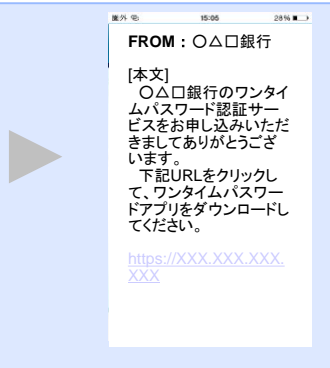 圏外 15:05 28%
FROM：〇△□銀行
[本文]
〇△□銀行のワンタイ
ムパスワード認証サー
ビスをお申し込みいただ
きましてありがとうござ
います。
下記URLをクリックし
て、ワンタイムパスワー
ドアプリをダウンロードし
てください。
https://XXX.XXX.XXX.
XXX